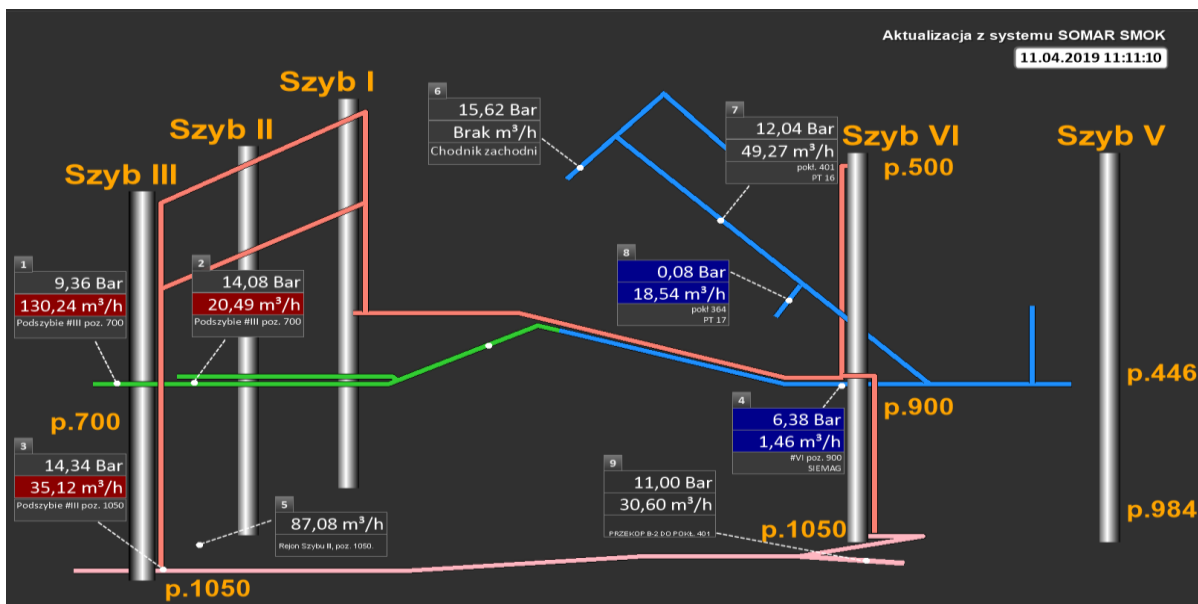 Aktualizacja z systemu SOMAR SMOK
11.04.2019 11:11:10
Szyb I
Szyb II
Szyb III
Szyb VI
Szyb V
6
15,62 Bar
Brak m³/h
Chodnik zachodni
7
12,04 Bar
49,27 m³/h
pokł. 401
PT 16
p.500
1
9,36 Bar
130,24 m³/h
Podszybie #III poz. 700
2
14,08 Bar
20,49 m³/h
Podszybie #III poz. 700
8
0,08 Bar
18,54 m³/h
pokł 364
PT 17
p.446
p.700
4
6,38 Bar
1,46 m³/h
#VI poz. 900
SIEMAG
p.900
3
14,34 Bar
35,12 m³/h
Podszybie #III poz. 1050
5
87,08 m³/h
Rejon Szybu II, poz. 1050.
9
11,00 Bar
30,60 m³/h
PRZEKOP B-2 DO POKŁ. 401
p.984
p.1050
p.1050